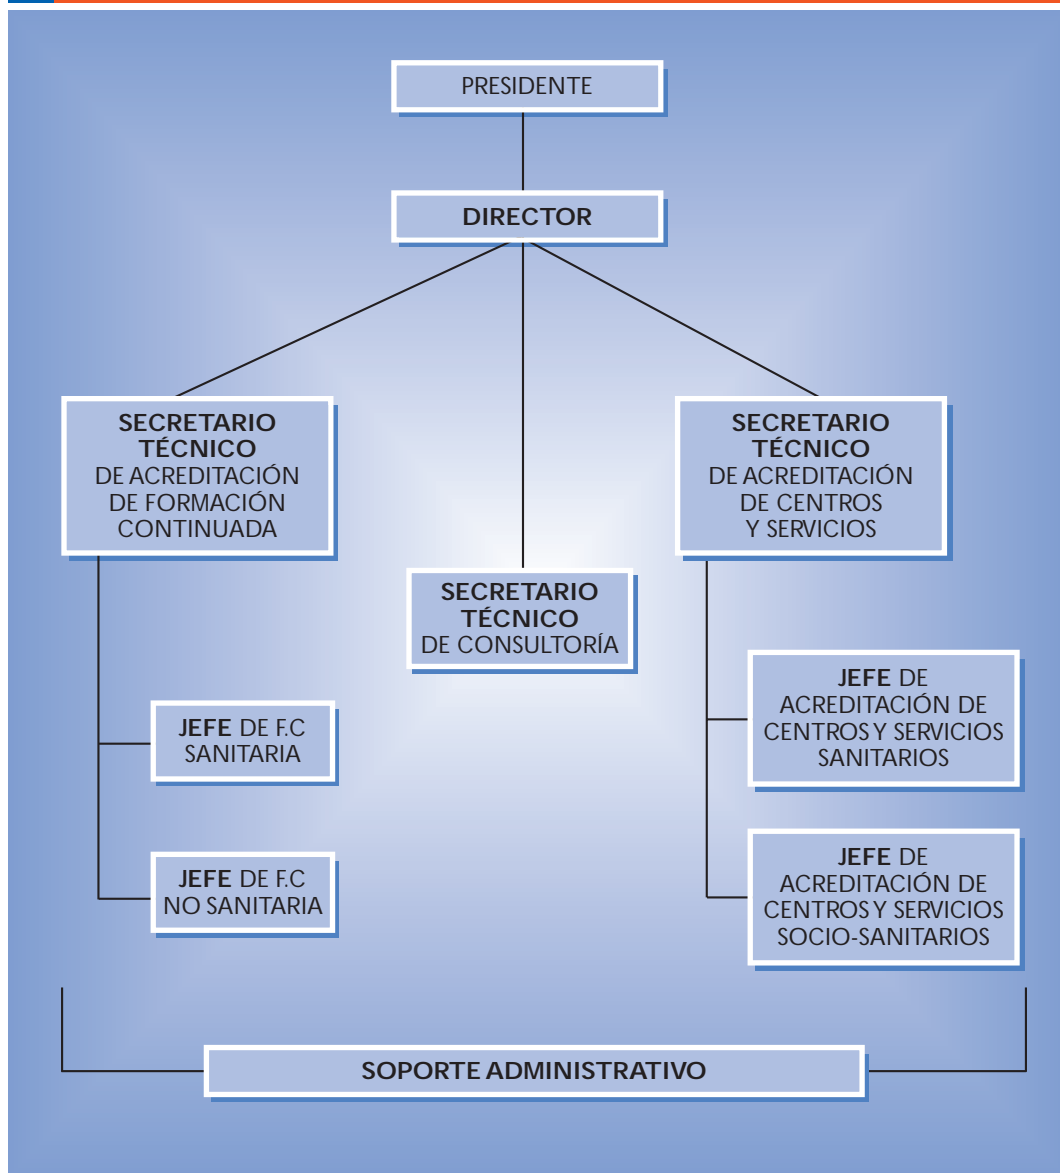 PRESIDENTE
DIRECTOR
SECRETARIO
TÉCNICO
DE ACREDITACIÓN
DE FORMACIÓN
CONTINUADA
SECRETARIO
TÉCNICO
DE CONSULTORÍA
SECRETARIO
TÉCNICO
DE ACREDITACIÓN
DE CENTROS
Y SERVICIOS
JEFE DE F.C
SANITARIA
JEFE DE F.C
NO SANITARIA
JEFE DE
ACREDITACIÓN DE
CENTROS Y SERVICIOS
SANITARIOS
JEFE DE
ACREDITACIÓN DE
CENTROS Y SERVICIOS
SOCIO-SANITARIOS
SOPORTE ADMINISTRATIVO